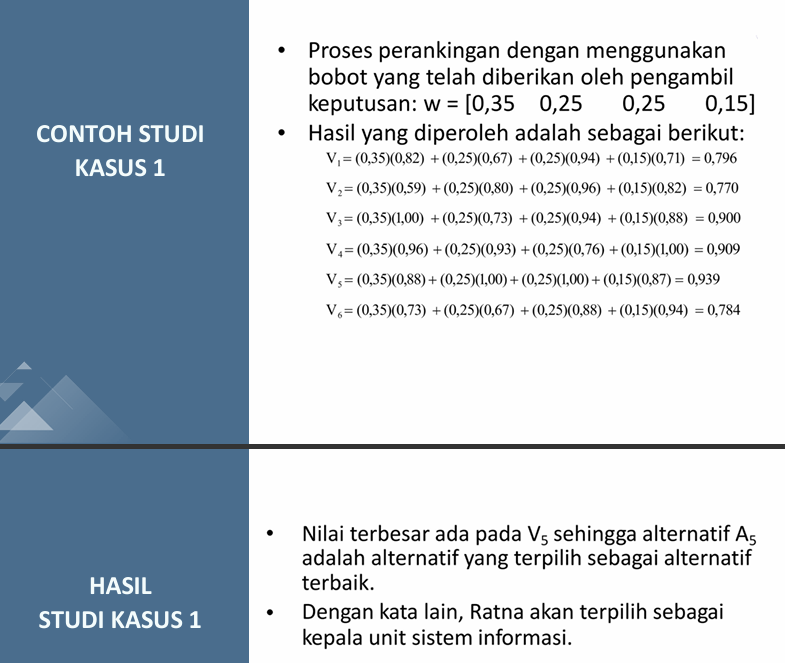 CONTOH STUDI
KASUS 1
• Proses perankingan dengan menggunakan
bobot yang telah diberikan oleh pengambil
keputusan: w = [0,35 0,25 0,25 0,15]
• Hasil yang diperoleh adalah sebagai berikut:
V₁ = (0,35)(0,82) + (0,25)(0,67) + (0,25)(0,94) + (0,15)(0,71) = 0,796
V₂ = (0,35)(0,59) + (0,25)(0,80) + (0,25)(0,96) + (0,15)(0,82) = 0,770
V₃ = (0,35)(1,00) + (0,25)(0,73) + (0,25)(0,94) + (0,15)(0,88) = 0,900
V₄ = (0,35)(0,96) + (0,25)(0,93) + (0,25)(0,76) + (0,15)(1,00) = 0,909
V₅ = (0,35)(0,88) + (0,25)(1,00) + (0,25)(1,00) + (0,15)(0,87) = 0,939
V₆ = (0,35)(0,73) + (0,25)(0,67) + (0,25)(0,88) + (0,15)(0,94) = 0,784
HASIL
STUDI KASUS 1
• Nilai terbesar ada pada V₅ sehingga alternatif A₅
adalah alternatif yang terpilih sebagai alternatif
terbaik.
• Dengan kata lain, Ratna akan terpilih sebagai
kepala unit sistem informasi.